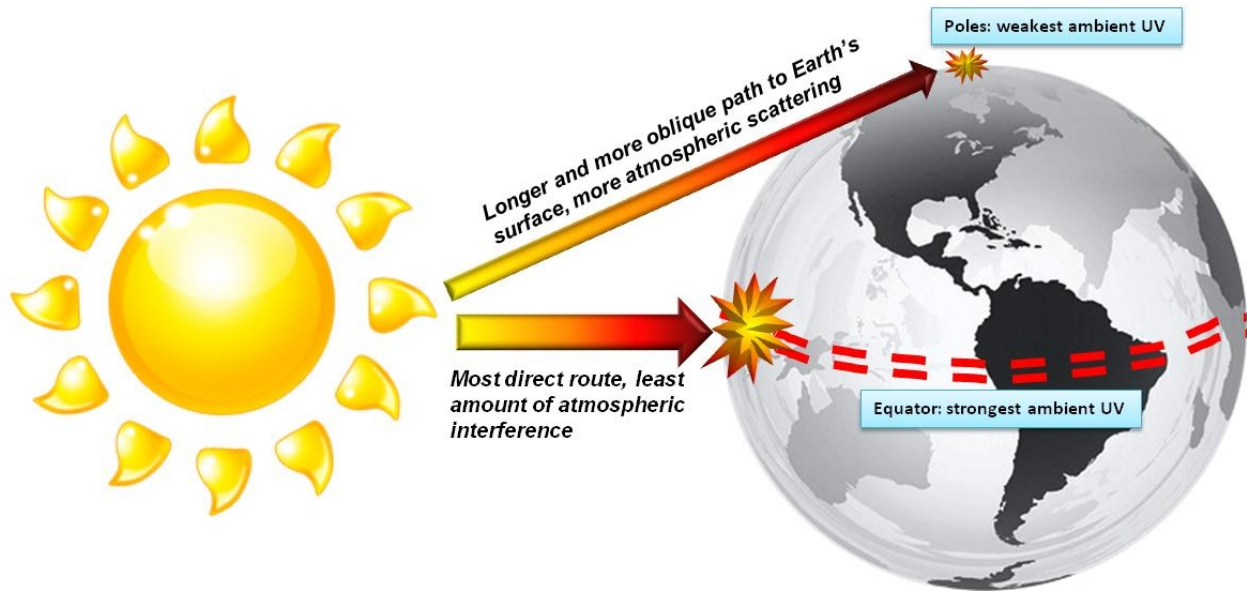 Poles: weakest ambient UV
Longer and more oblique path to Earth's
surface, more atmospheric scattering
Most direct route, least
amount of atmospheric
interference
Equator: strongest ambient UV